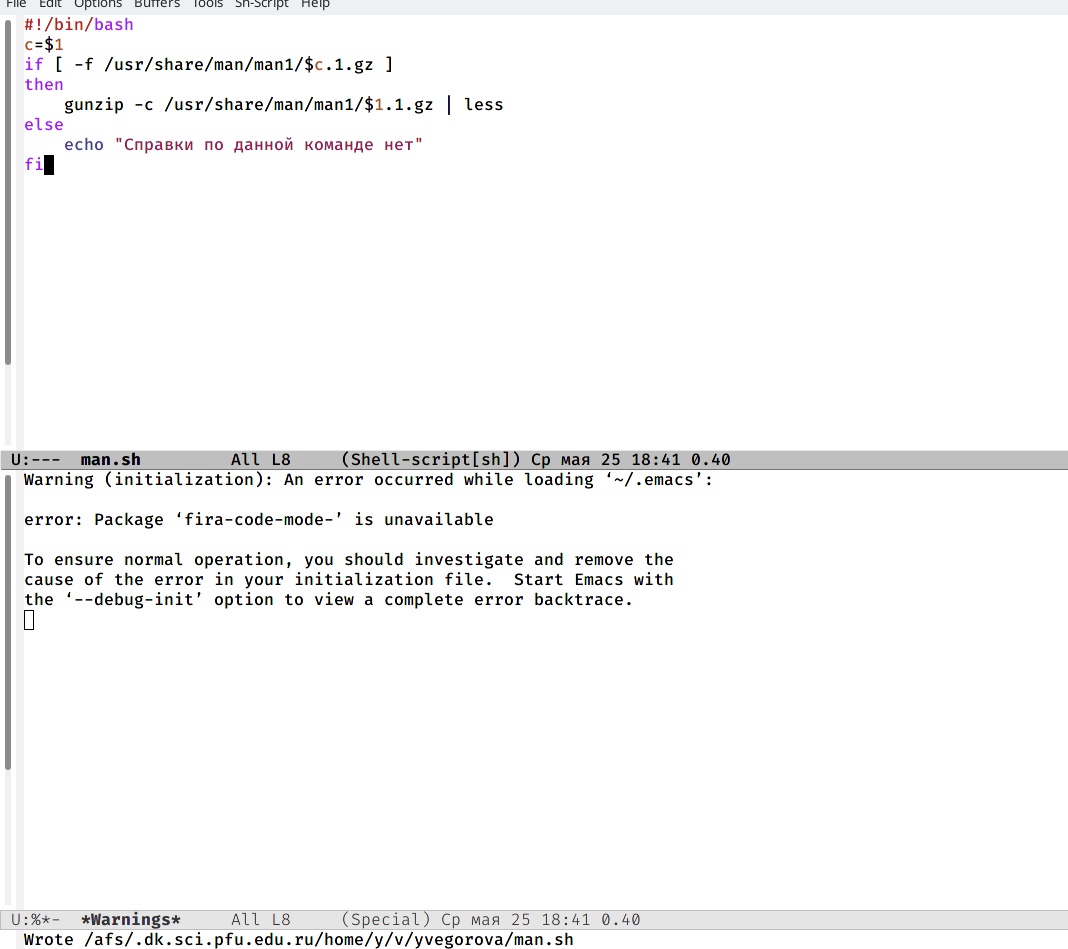 File Edit Options Buffers Tools Sh-Script Help
#!/bin/bash
c=$1
if [ -f /usr/share/man/man1/$c.1.gz ]
then
    gunzip -c /usr/share/man/man1/$1.1.gz | less
else
    echo "Справки по данной команде нет"
fi
U:--- man.sh All L8 (Shell-script[sh]) Ср мая 25 18:41 0.40
Warning (initialization): An error occurred while loading ‘~/.emacs’:
error: Package ‘fira-code-mode-’ is unavailable
To ensure normal operation, you should investigate and remove the
cause of the error in your initialization file.  Start Emacs with
the ‘--debug-init’ option to view a complete error backtrace.
U:%*- *Warnings* All L8 (Special) Ср мая 25 18:41 0.40
Wrote /afs/.dk.sci.pfu.edu.ru/home/y/v/yvegorova/man.sh